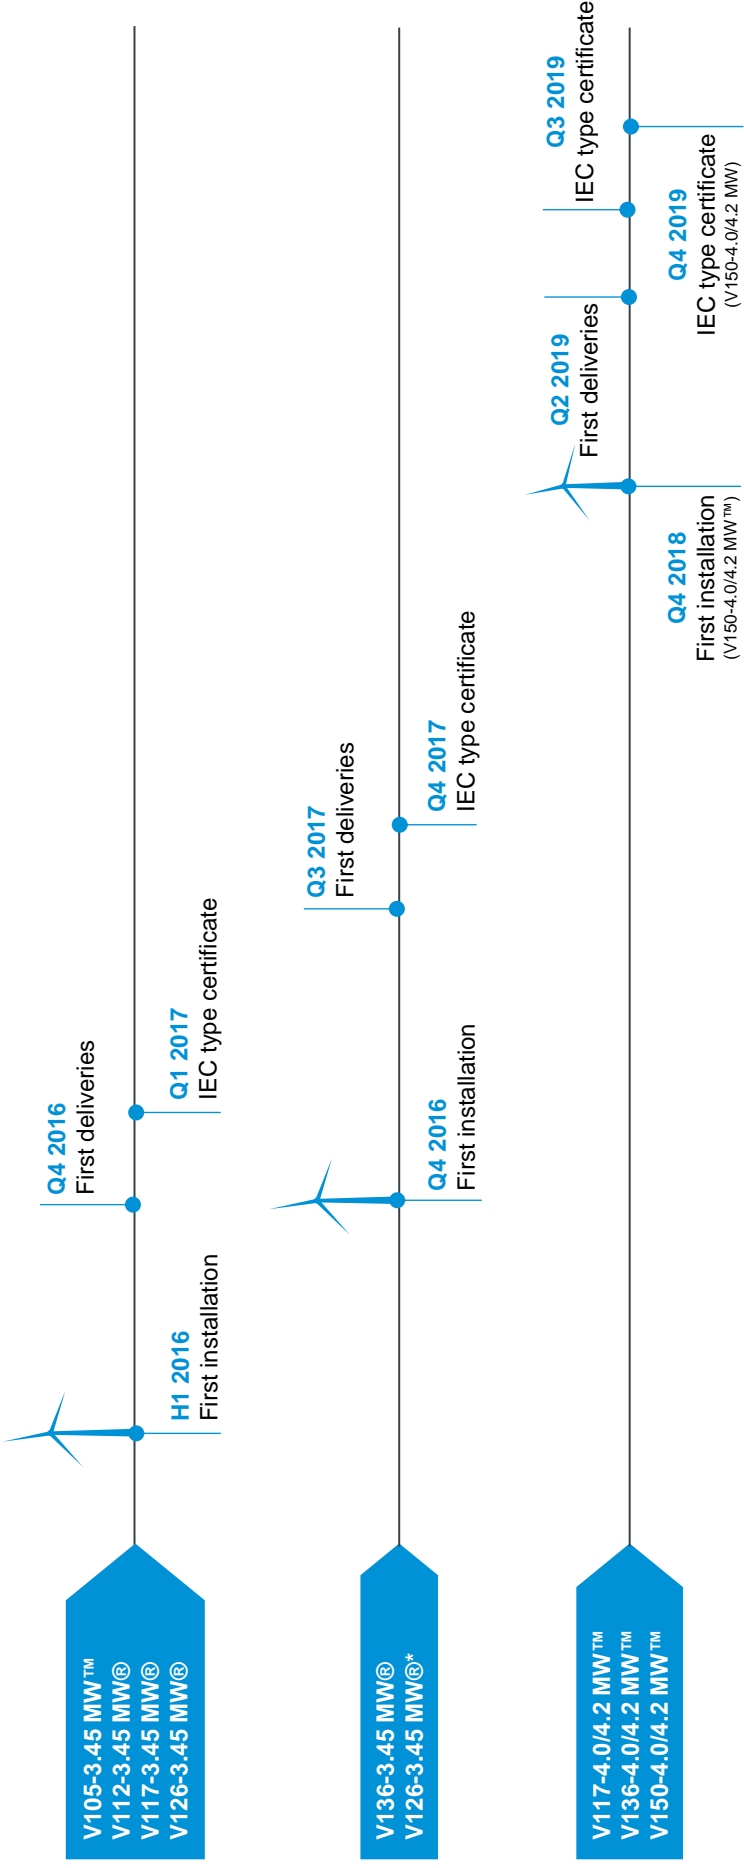 V105-3.45 MW™
V112-3.45 MW®
V117-3.45 MW®
V126-3.45 MW®
H1 2016
First installation
Q4 2016
First deliveries
Q1 2017
IEC type certificate
V136-3.45 MW®
V126-3.45 MW®*
Q4 2016
First installation
Q3 2017
First deliveries
Q4 2017
IEC type certificate
V117-4.0/4.2 MW™
V136-4.0/4.2 MW™
V150-4.0/4.2 MW™
Q4 2018
First installation
(V150-4.0/4.2 MW™)
Q2 2019
First deliveries
Q3 2019
IEC type certificate
Q4 2019
IEC type certificate
(V150-4.0/4.2 MW)